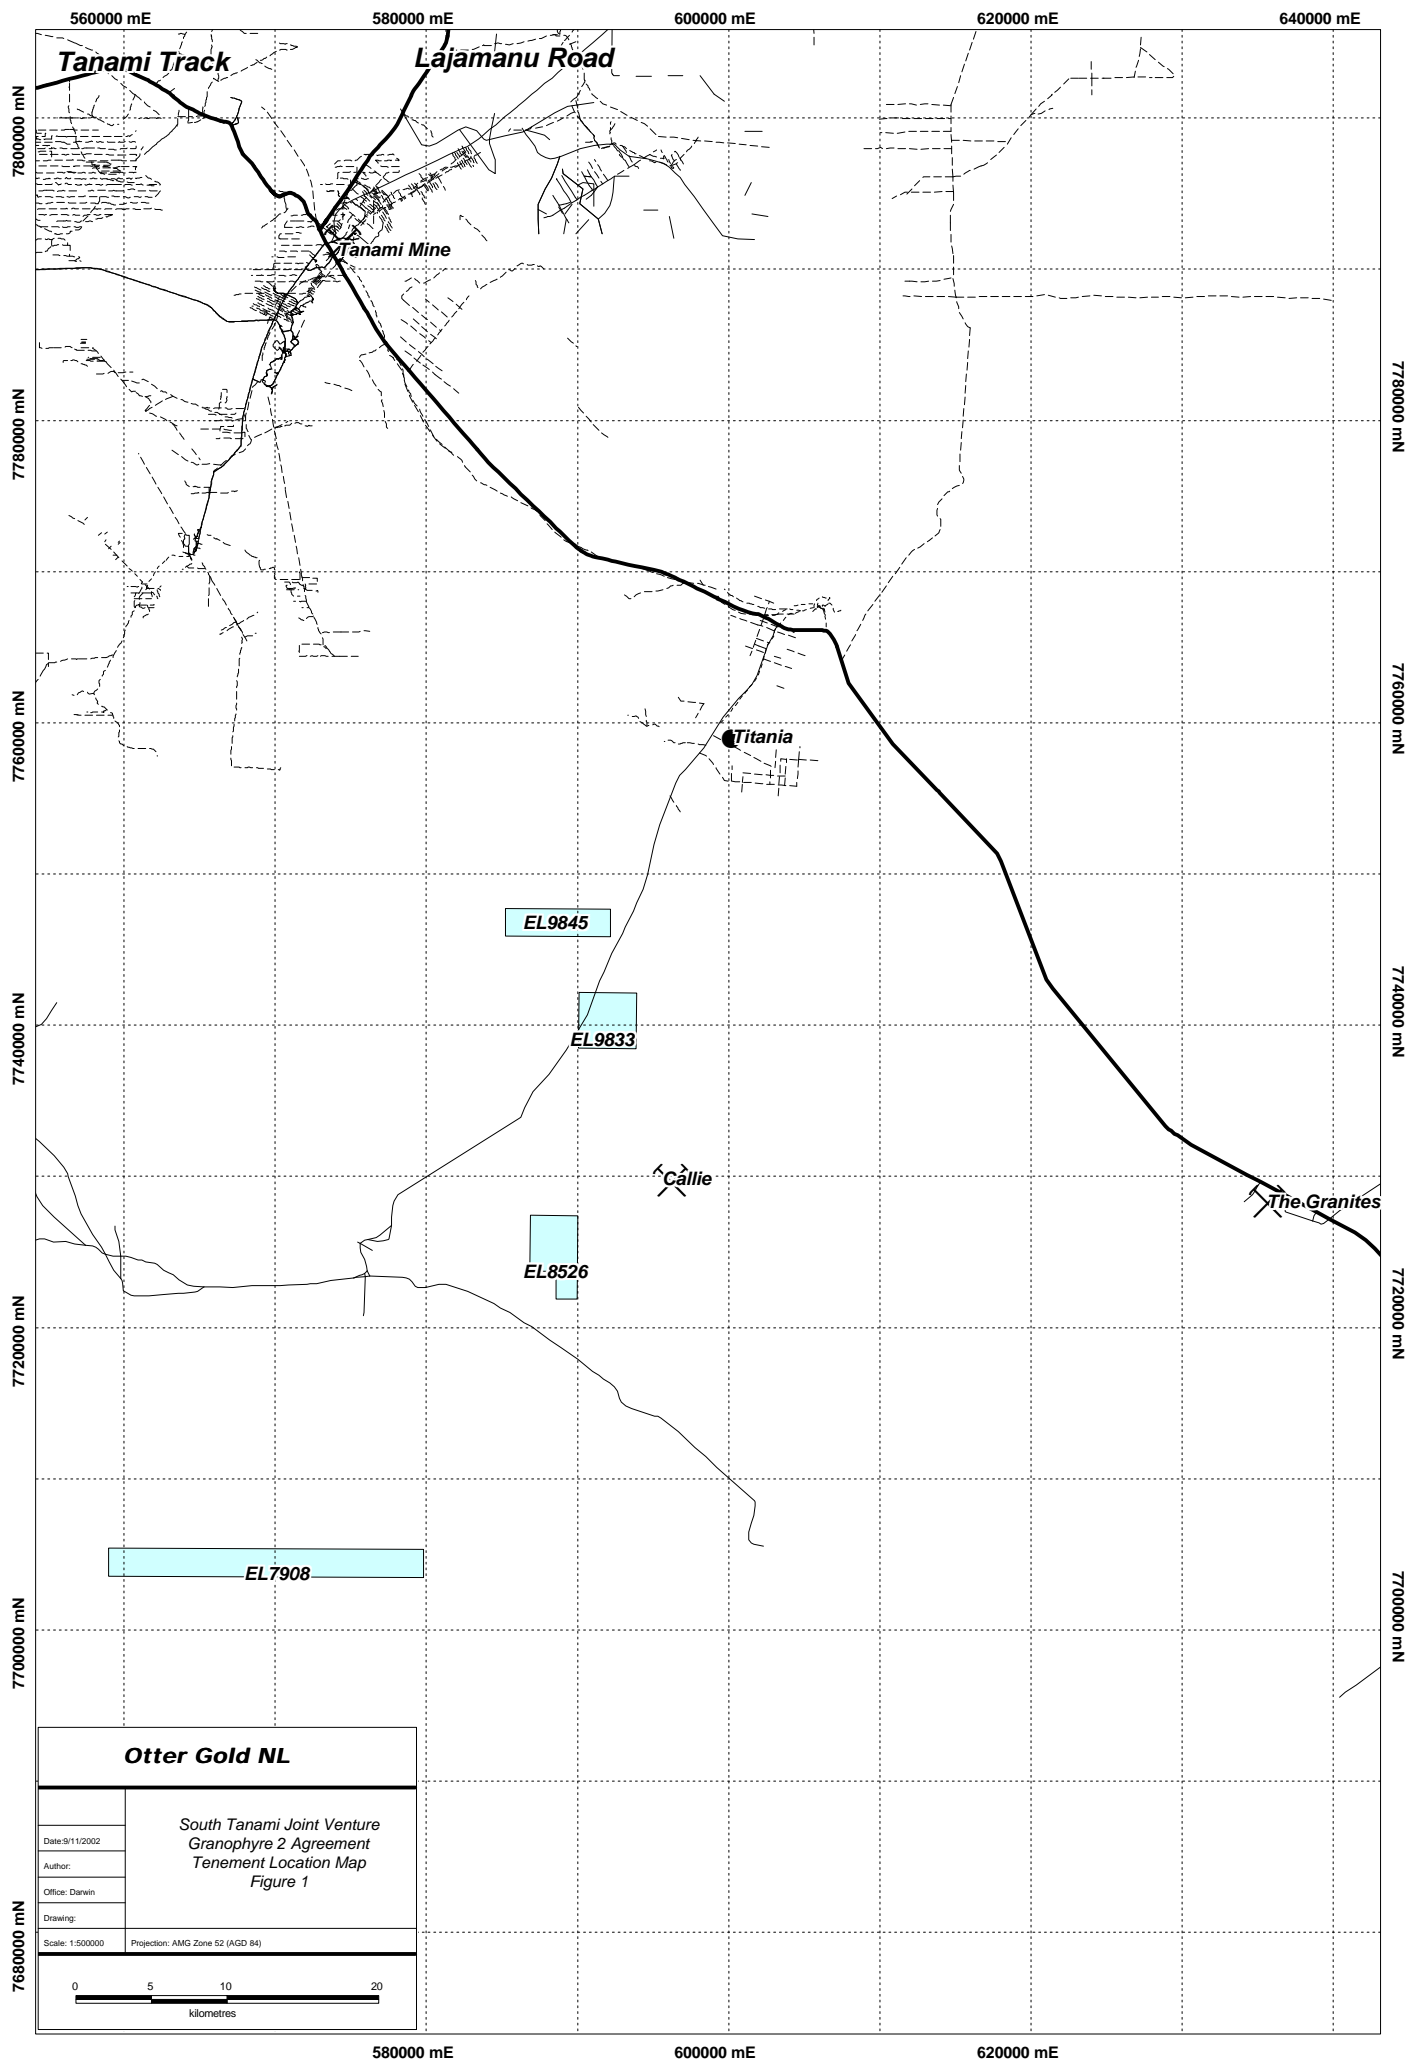 560000 mE
580000 mE
600000 mE
620000 mE
640000 mE
Tanami Track
Lajamanu Road
7800000 mN
Tanami Mine
7780000 mN
7780000 mN
7760000 mN
7760000 mN
Titania
EL9845
EL9833
7740000 mN
7740000 mN
Callie
The Granites
EL8526
7720000 mN
7720000 mN
EL7908
7700000 mN
7700000 mN
Otter Gold NL
South Tanami Joint Venture
Granophyre 2 Agreement
Tenement Location Map
Figure 1
Date:9/11/2002
Author:
Office: Darwin
Drawing:
Scale: 1:500000
Projection: AMG Zone 52 (AGD 84)
7680000 mN
0 5 10 20
kilometres
580000 mE
600000 mE
620000 mE